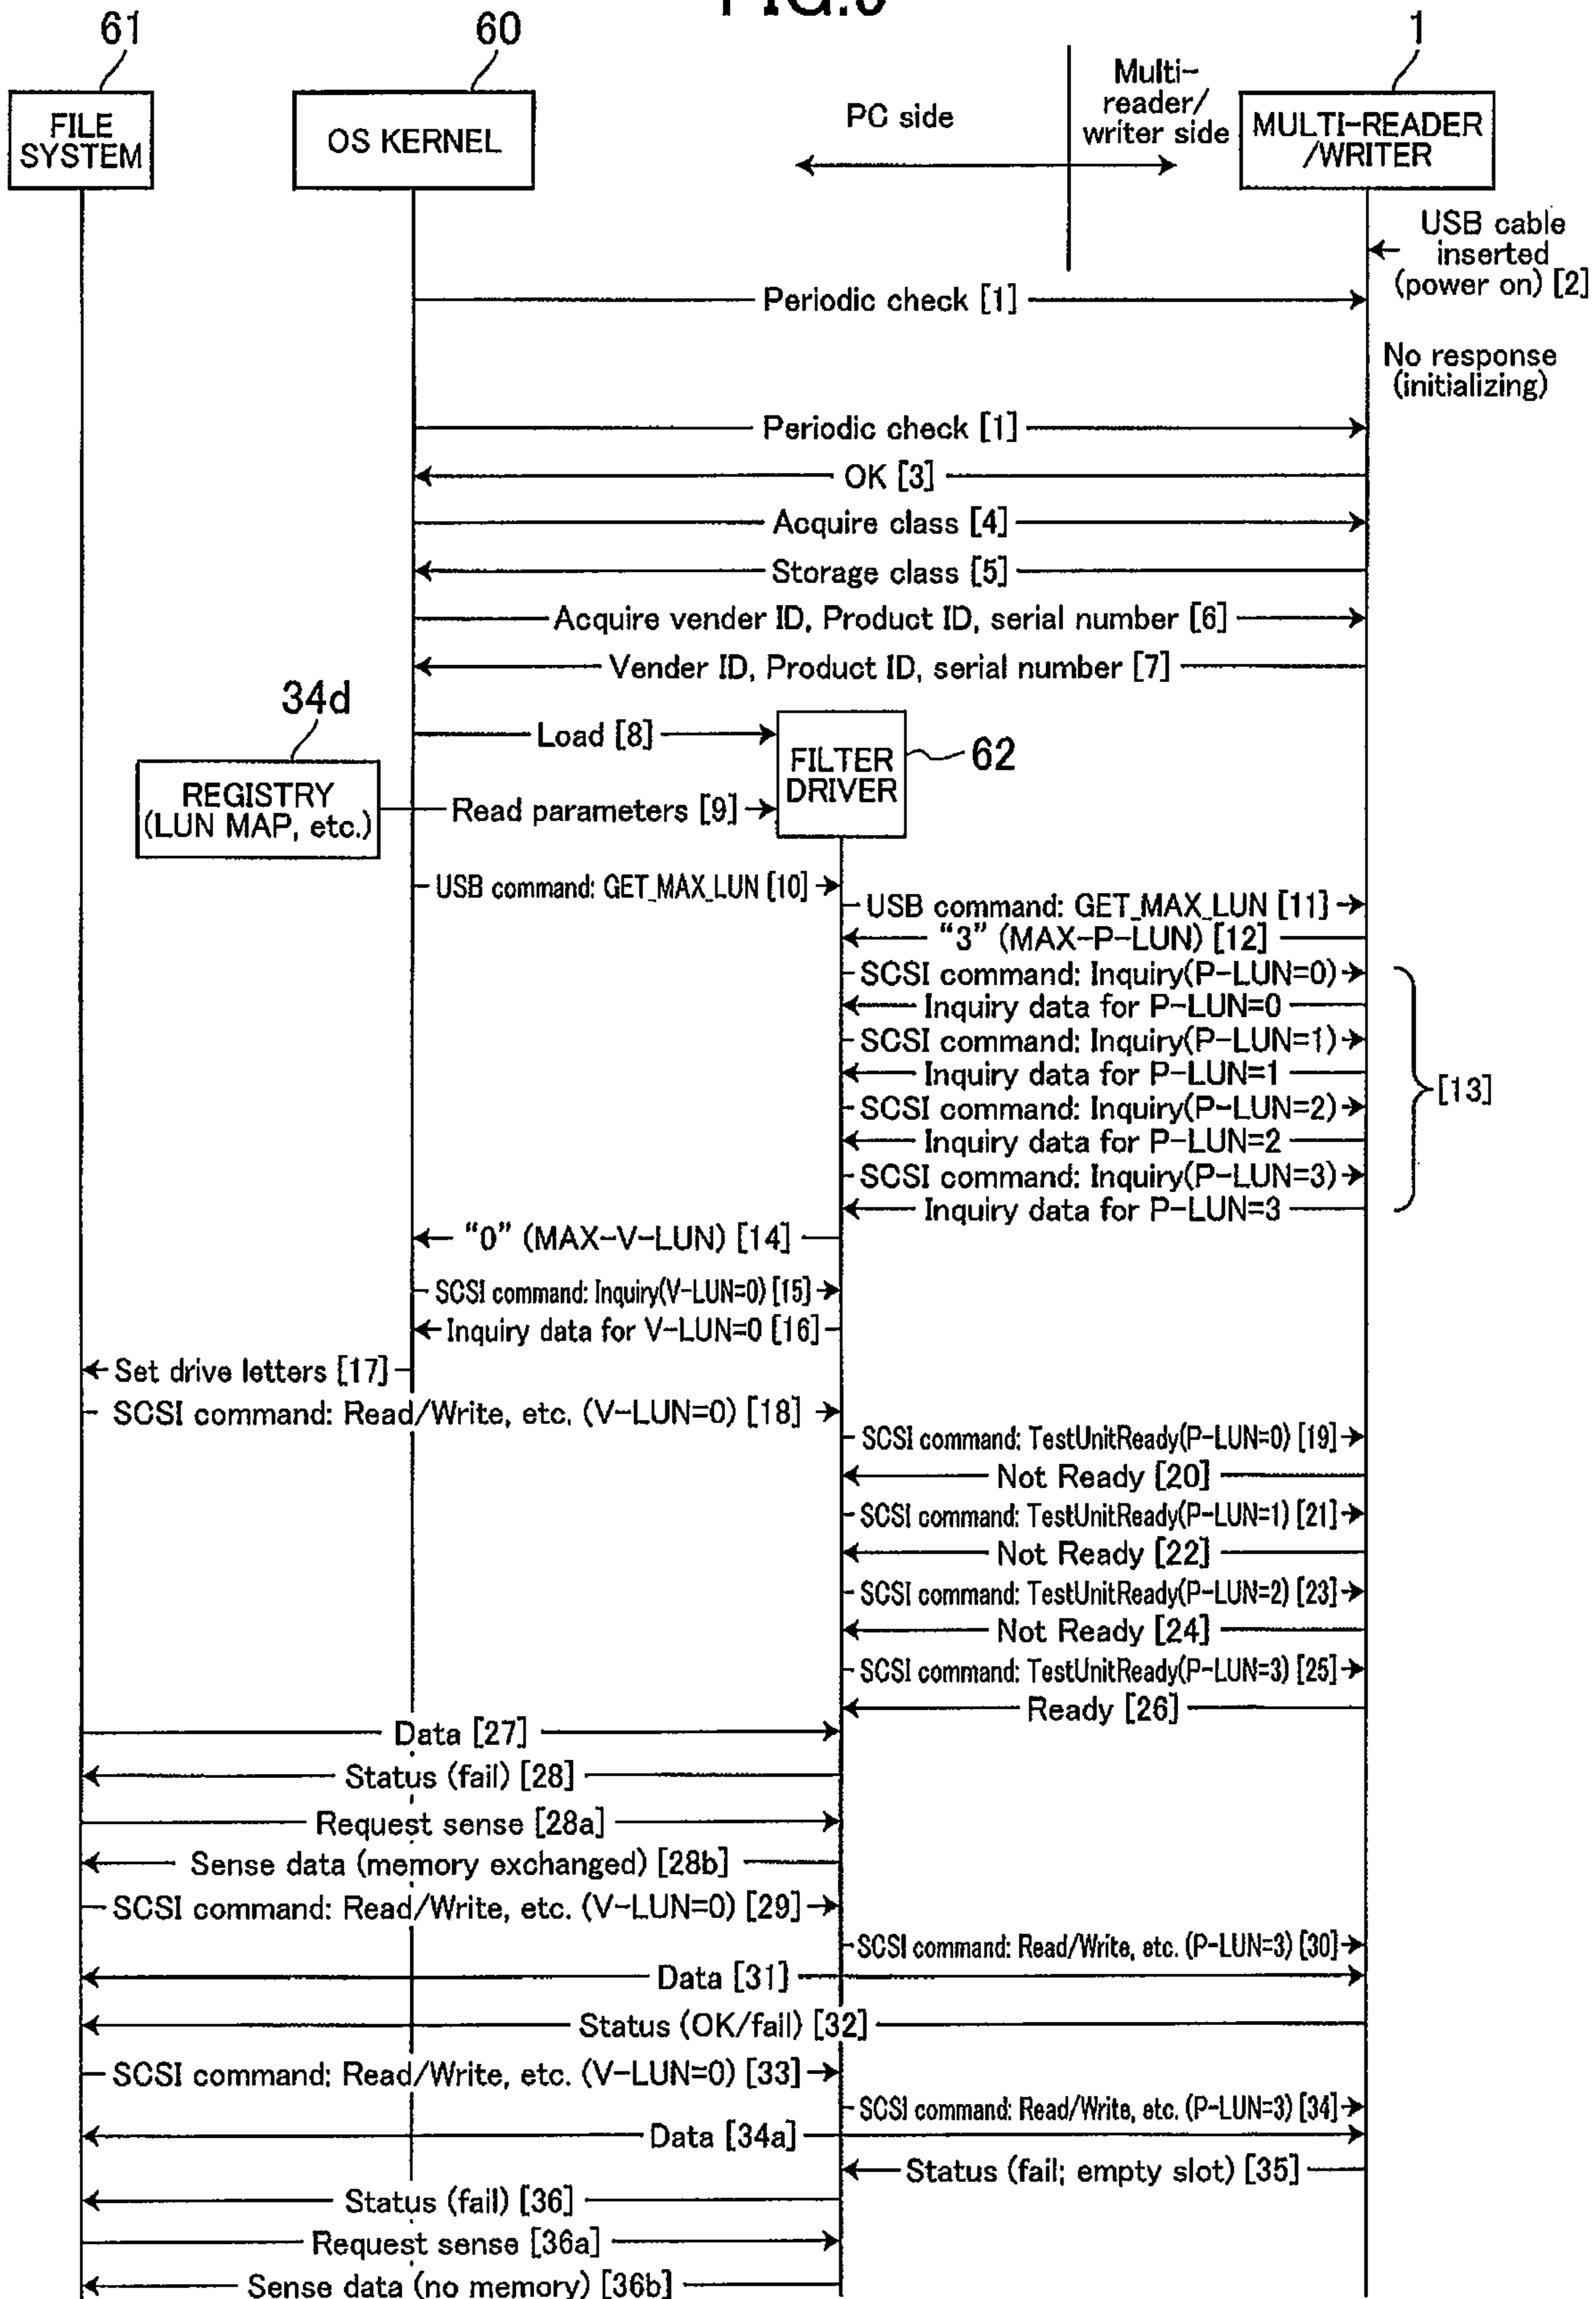 61
60
1
FILE
SYSTEM
OS KERNEL
PC side
Multi-
reader/
writer side
MULTI-READER
/WRITER
USB cable
inserted
(power on) [2]
Periodic check [1]
No response
(initializing)
Periodic check [1]
OK [3]
Acquire class [4]
Storage class [5]
Acquire vender ID, Product ID, serial number [6]
Vender ID, Product ID, serial number [7]
34d
Load [8]
FILTER
DRIVER
62
REGISTRY
(LUN MAP, etc.)
Read parameters [9]
USB command: GET_MAX_LUN [10]
USB command: GET_MAX_LUN [11]
“3” (MAX-P-LUN) [12]
SCSI command: Inquiry(P-LUN=0)
Inquiry data for P-LUN=0
SCSI command: Inquiry(P-LUN=1)
Inquiry data for P-LUN=1
[13]
SCSI command: Inquiry(P-LUN=2)
Inquiry data for P-LUN=2
SCSI command: Inquiry(P-LUN=3)
Inquiry data for P-LUN=3
“0” (MAX-V-LUN) [14]
SCSI command: Inquiry(V-LUN=0) [15]
Inquiry data for V-LUN=0 [16]
Set drive letters [17]
SCSI command: Read/Write, etc. (V-LUN=0) [18]
SCSI command: TestUnitReady(P-LUN=0) [19]
Not Ready [20]
SCSI command: TestUnitReady(P-LUN=1) [21]
Not Ready [22]
SCSI command: TestUnitReady(P-LUN=2) [23]
Not Ready [24]
SCSI command: TestUnitReady(P-LUN=3) [25]
Ready [26]
Data [27]
Status (fail) [28]
Request sense [28a]
Sense data (memory exchanged) [28b]
SCSI command: Read/Write, etc. (V-LUN=0) [29]
SCSI command: Read/Write, etc. (P-LUN=3) [30]
Data [31]
Status (OK/fail) [32]
SCSI command: Read/Write, etc. (V-LUN=0) [33]
SCSI command: Read/Write, etc. (P-LUN=3) [34]
Data [34a]
Status (fail; empty slot) [35]
Status (fail) [36]
Request sense [36a]
Sense data (no memory) [36b]